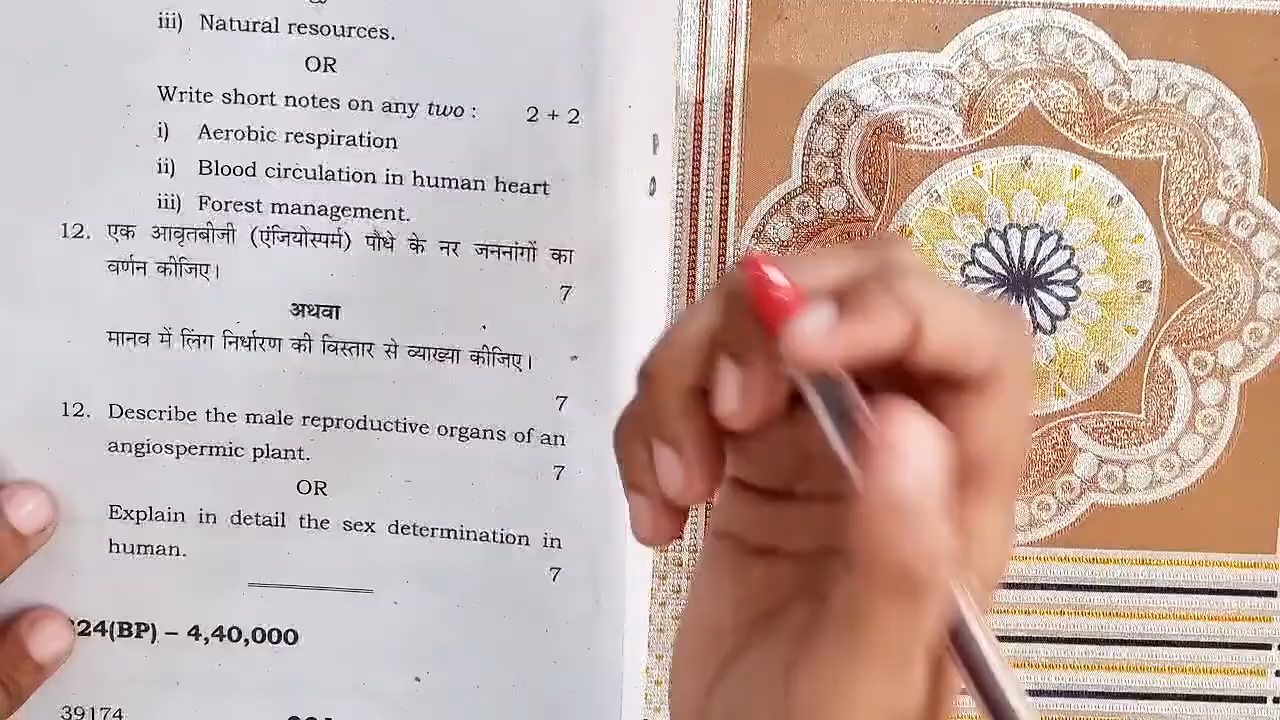 iii) Natural resources.
OR
Write short notes on any two : 2 + 2
i) Aerobic respiration
ii) Blood circulation in human heart
iii) Forest management.
12. एक आवृतबीजी (एंजियोस्पर्म) पौधे के नर जननांगों का
वर्णन कीजिए। 7
अथवा
मानव में लिंग निर्धारण की विस्तार से व्याख्या कीजिए।
7
12. Describe the male reproductive organs of an
angiospermic plant. 7
OR
Explain in detail the sex determination in
human. 7
24(BP) – 4,40,000
39174